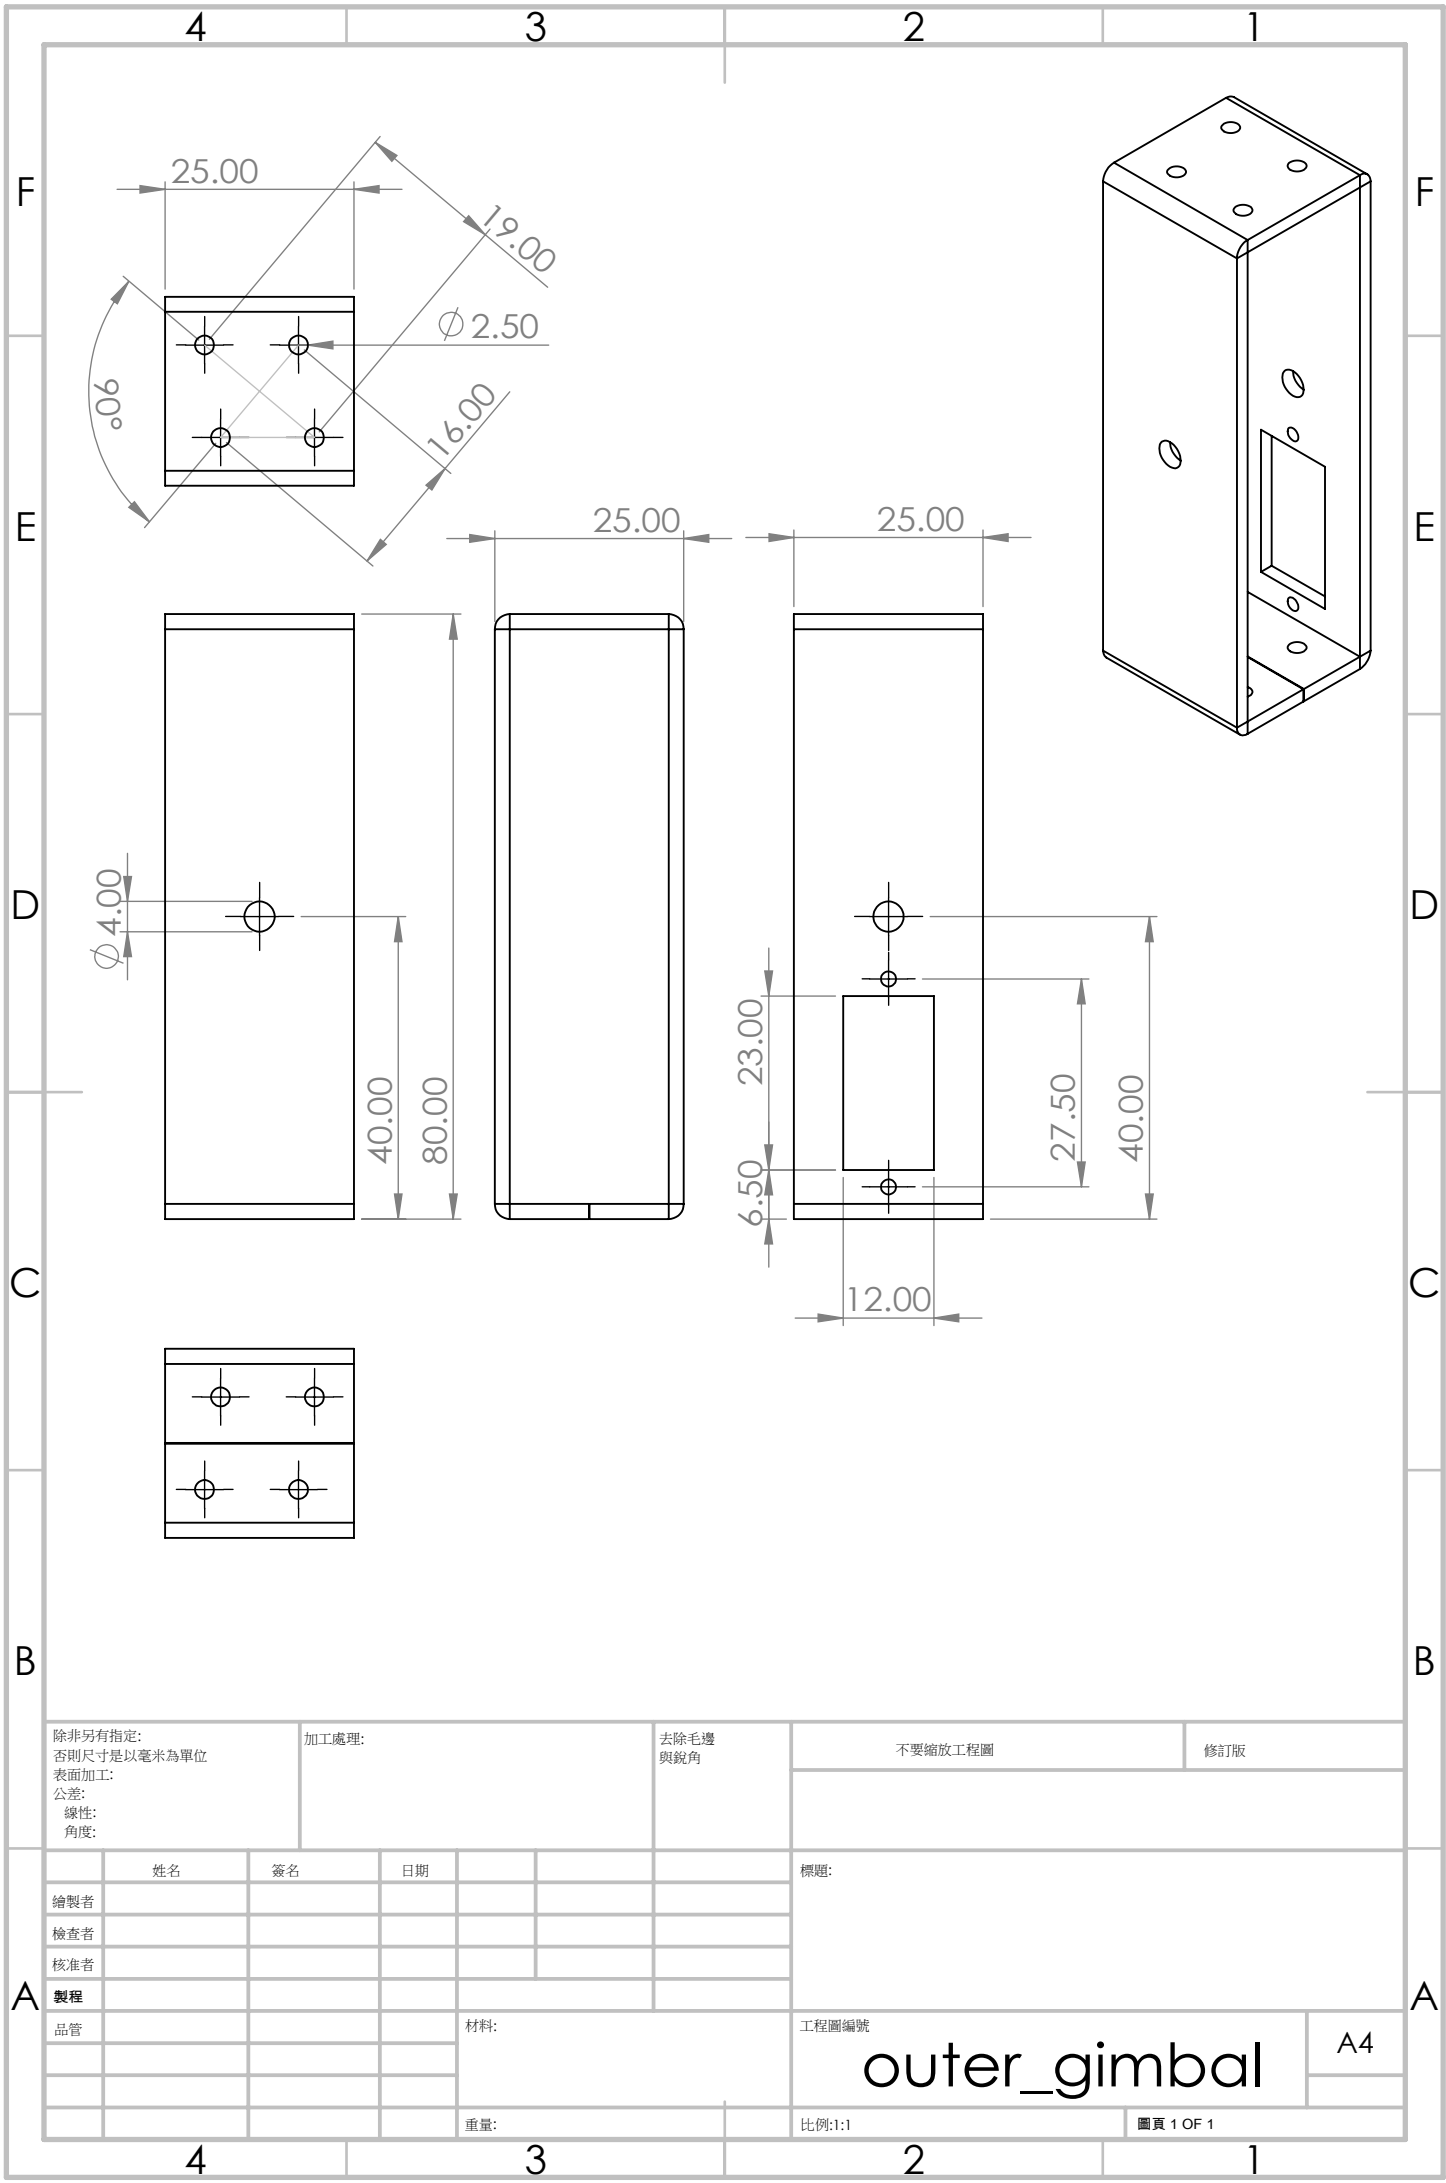 4 3 2 1
F F
E E
D D
C C
B B
A A
25.00
19.00
∅ 2.50
90°
16.00
25.00
25.00
∅ 4.00
40.00
80.00
23.00
6.50
27.50
40.00
12.00
除非另有指定:
否則尺寸是以毫米為單位
表面加工:
公差:
線性:
角度:
加工處理:
去除毛邊
與銳角
不要縮放工程圖
修訂版
姓名 簽名 日期
繪製者
檢查者
核准者
製程
品管
標題:
材料:
工程圖編號
outer_gimbal
A4
重量:
比例:1:1
圖頁 1 OF 1
4 3 2 1